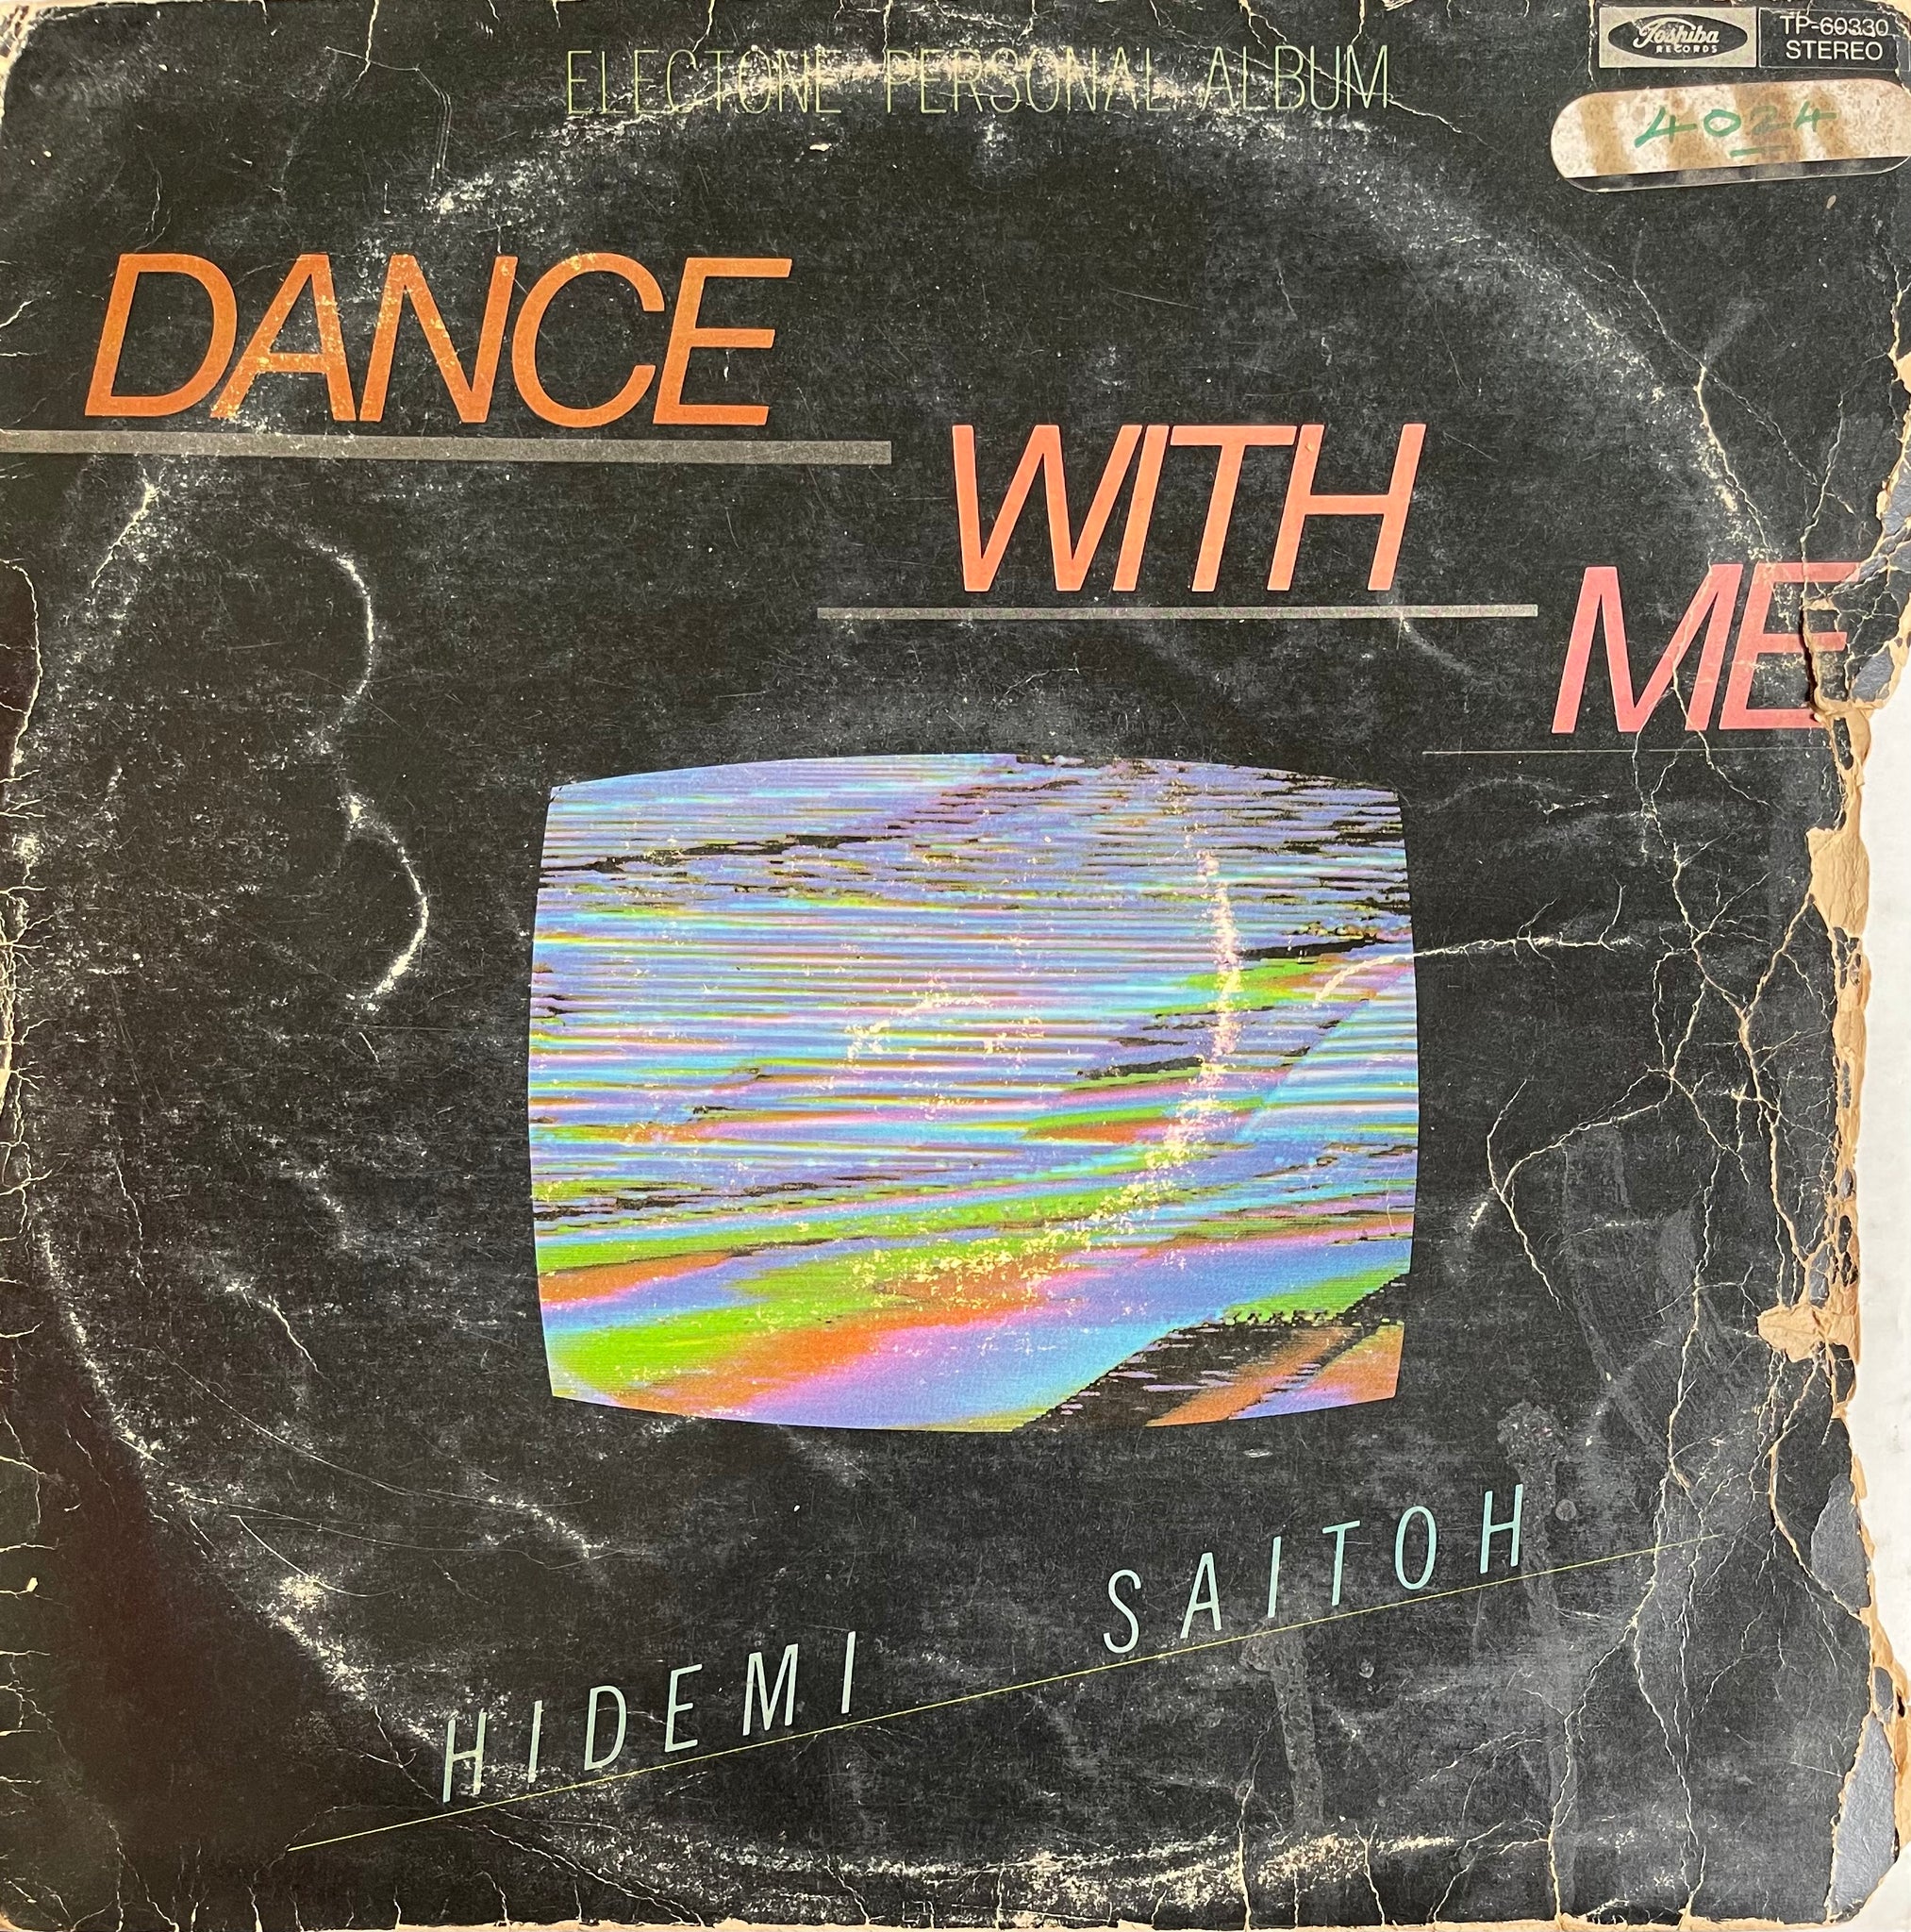 ELECTONE PERSONAL ALBUM
Toshiba
RECORDS
TP-60330
STEREO
4024
DANCE
WITH
ME
HIDEMI SAITOH